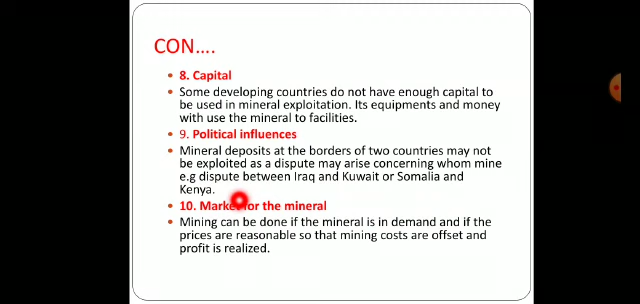 CON....
8. Capital
Some developing countries do not have enough capital to
be used in mineral exploitation. Its equipments and money
with use the mineral to facilities.
9. Political influences
Mineral deposits at the borders of two countries may not
be exploited as a dispute may arise concerning whom mine
e.g dispute between Iraq and Kuwait or Somalia and
Kenya.
10. Market for the mineral
Mining can be done if the mineral is in demand and if the
prices are reasonable so that mining costs are offset and
profit is realized.